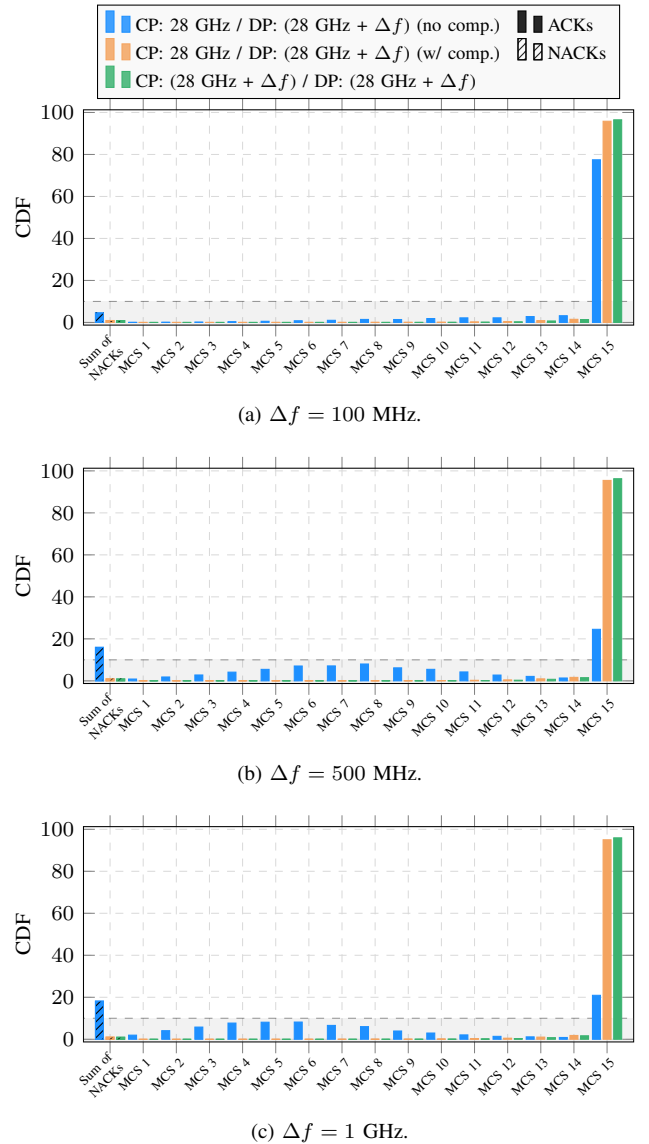 CP: 28 GHz / DP: (28 GHz + Δf) (no comp.) ACKs
CP: 28 GHz / DP: (28 GHz + Δf) (w/ comp.) NACKs
CP: (28 GHz + Δf) / DP: (28 GHz + Δf)
100
80
60
40
20
0
CDF
Sum of
NACKs
MCS 1
MCS 2
MCS 3
MCS 4
MCS 5
MCS 6
MCS 7
MCS 8
MCS 9
MCS 10
MCS 11
MCS 12
MCS 13
MCS 14
MCS 15
(a) Δf = 100 MHz.
100
80
60
40
20
0
CDF
Sum of
NACKs
MCS 1
MCS 2
MCS 3
MCS 4
MCS 5
MCS 6
MCS 7
MCS 8
MCS 9
MCS 10
MCS 11
MCS 12
MCS 13
MCS 14
MCS 15
(b) Δf = 500 MHz.
100
80
60
40
20
0
CDF
Sum of
NACKs
MCS 1
MCS 2
MCS 3
MCS 4
MCS 5
MCS 6
MCS 7
MCS 8
MCS 9
MCS 10
MCS 11
MCS 12
MCS 13
MCS 14
MCS 15
(c) Δf = 1 GHz.